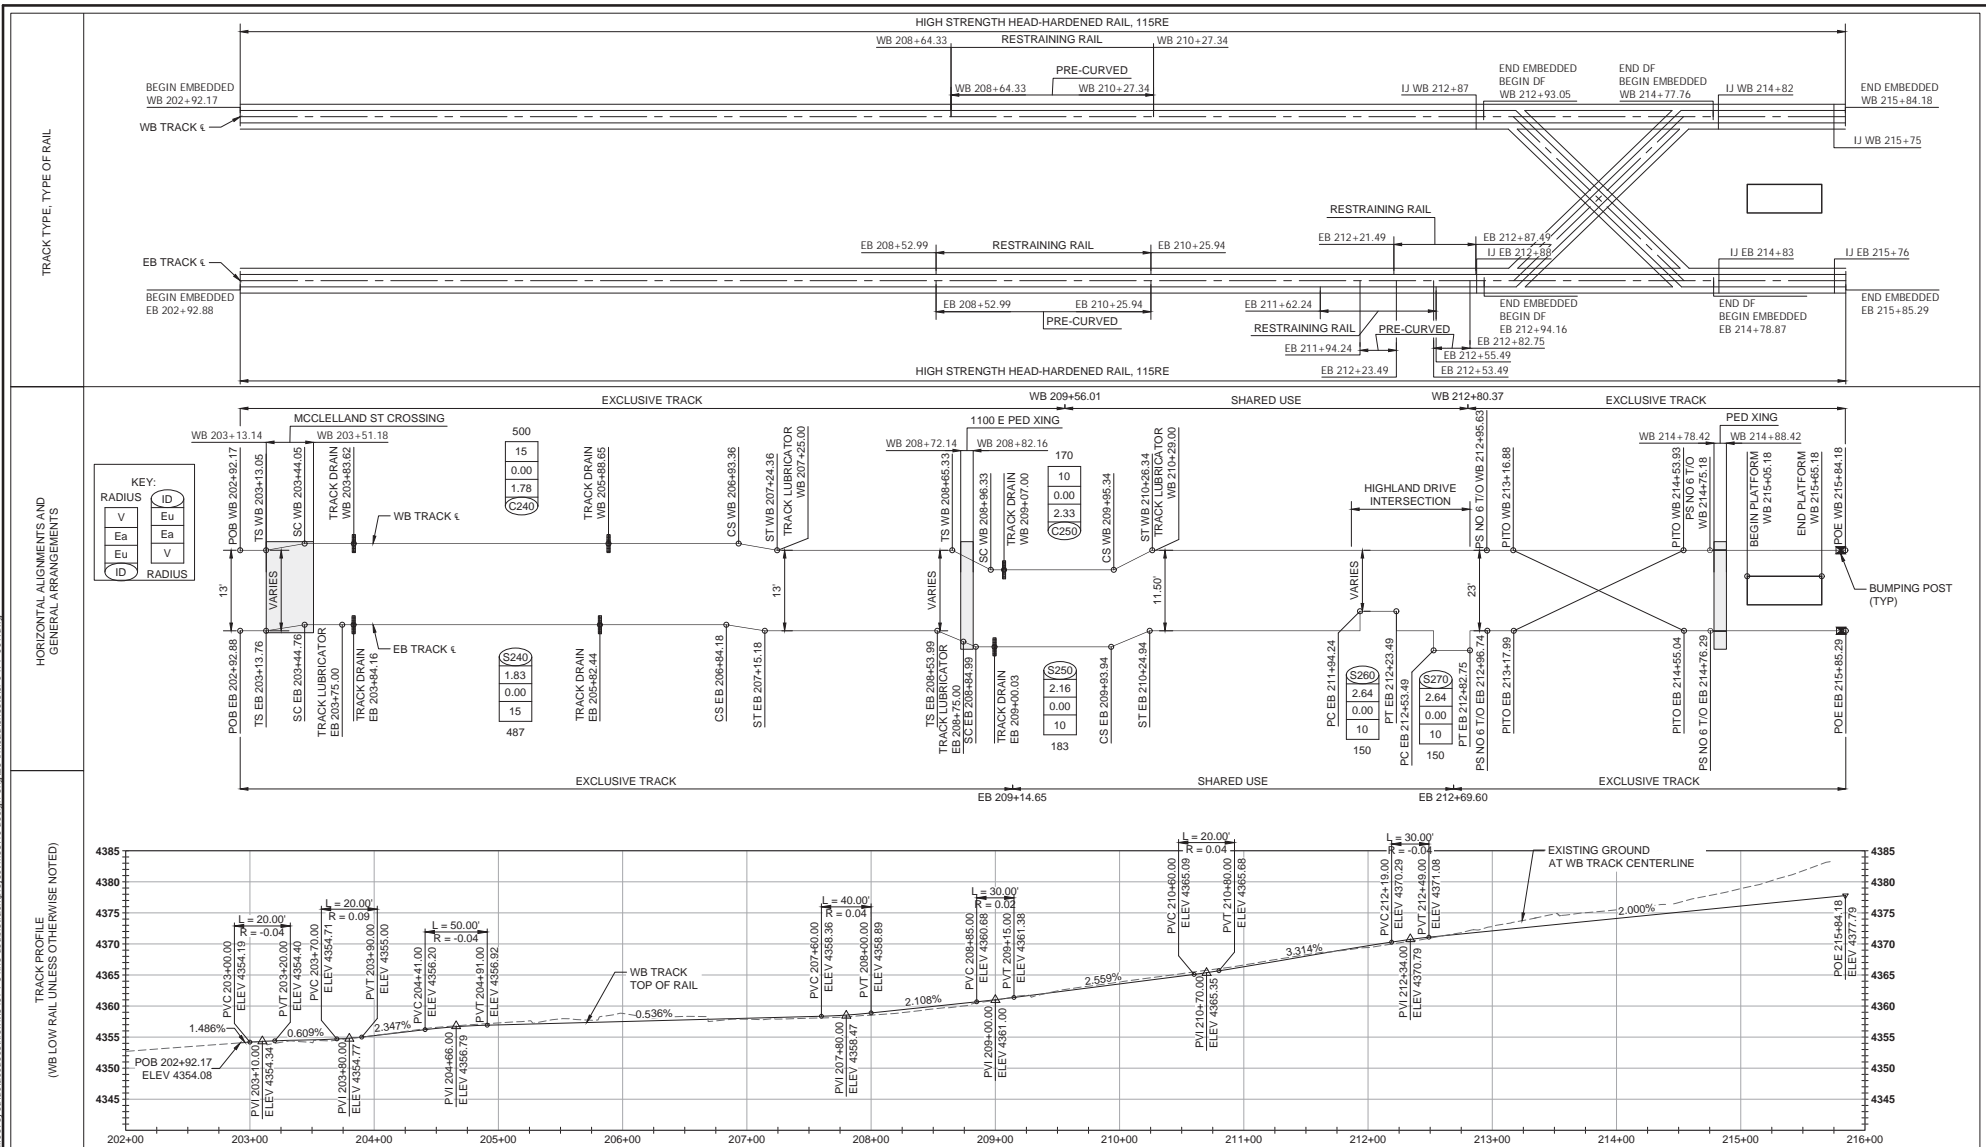 TRACK TYPE, TYPE OF RAIL
HIGH STRENGTH HEAD-HARDENED RAIL, 115RE
WB 208+64.33
RESTRAINING RAIL
WB 210+27.34
PRE-CURVED
WB 208+64.33
WB 210+27.34
BEGIN EMBEDDED
WB 202+92.17
WB TRACK ℄
IJ WB 212+87
END EMBEDDED
BEGIN DF
WB 212+93.05
END DF
BEGIN EMBEDDED
WB 214+77.76
IJ WB 214+82
END EMBEDDED
WB 215+84.18
IJ WB 215+75
RESTRAINING RAIL
EB 212+21.49
EB 212+87.49
IJ EB 212+88
EB 208+52.99
RESTRAINING RAIL
EB 210+25.94
IJ EB 214+83
IJ EB 215+76
EB TRACK ℄
BEGIN EMBEDDED
EB 202+92.88
EB 208+52.99
EB 210+25.94
PRE-CURVED
EB 211+62.24
RESTRAINING RAIL
PRE-CURVED
EB 211+94.24
EB 212+23.49
EB 212+82.75
EB 212+55.49
EB 212+53.49
END EMBEDDED
BEGIN DF
EB 212+94.16
END DF
BEGIN EMBEDDED
EB 214+78.87
END EMBEDDED
EB 215+85.29
HIGH STRENGTH HEAD-HARDENED RAIL, 115RE
HORIZONTAL ALIGNMENTS AND
GENERAL ARRANGEMENTS
EXCLUSIVE TRACK
WB 209+56.01
SHARED USE
WB 212+80.37
EXCLUSIVE TRACK
MCCLELLAND ST CROSSING
WB 203+13.14
WB 203+51.18
KEY:
RADIUS
V
Ea
Eu
ID
ID
Eu
Ea
V
RADIUS
POB WB 202+92.17
TS WB 203+13.05
SC WB 203+44.05
TRACK DRAIN
WB 203+83.62
WB TRACK ℄
500
15
0.00
1.78
C240
TRACK DRAIN
WB 205+88.65
CS WB 206+93.36
ST WB 207+24.36
TRACK LUBRICATOR
WB 207+25.00
1100 E PED XING
WB 208+72.14
WB 208+82.16
TS WB 208+65.33
SC WB 208+96.33
TRACK DRAIN
WB 209+07.00
170
10
0.00
2.33
C250
CS WB 209+95.34
ST WB 210+26.34
TRACK LUBRICATOR
WB 210+29.00
HIGHLAND DRIVE
INTERSECTION
PS NO 6 T/O WB 212+95.63
PITO WB 213+16.88
PITO WB 214+53.93
PS NO 6 T/O
WB 214+75.18
PED XING
WB 214+78.42
WB 214+88.42
BEGIN PLATFORM
WB 215+05.18
END PLATFORM
WB 215+65.18
POE WB 215+84.18
BUMPING POST
(TYP)
13'
VARIES
13'
VARIES
11.50'
VARIES
23'
POB EB 202+92.88
TS EB 203+13.76
SC EB 203+44.76
TRACK LUBRICATOR
EB 203+75.00
TRACK DRAIN
EB 203+84.16
EB TRACK ℄
S240
1.83
0.00
15
487
TRACK DRAIN
EB 205+82.44
CS EB 206+84.18
ST EB 207+15.18
TS EB 208+53.99
TRACK LUBRICATOR
EB 208+75.00
SC EB 208+84.99
TRACK DRAIN
EB 209+00.03
S250
2.16
0.00
10
183
CS EB 209+93.94
ST EB 210+24.94
PC EB 211+94.24
S260
2.64
0.00
10
150
PT EB 212+23.49
PC EB 212+53.49
S270
2.64
0.00
10
150
PT EB 212+82.75
PS NO 6 T/O EB 212+96.74
PITO EB 213+17.99
PITO EB 214+55.04
PS NO 6 T/O EB 214+76.29
POE EB 215+85.29
EXCLUSIVE TRACK
EB 209+14.65
SHARED USE
EB 212+69.60
EXCLUSIVE TRACK
TRACK PROFILE
(WB LOW RAIL UNLESS OTHERWISE NOTED)
4385
4380
4375
4370
4365
4360
4355
4350
4345
1.486%
POB 202+92.17
ELEV 4354.08
L = 20.00'
R = -0.04
PVC 203+00.00
ELEV 4354.19
PVT 203+20.00
ELEV 4354.40
PVI 203+10.00
ELEV 4354.34
0.609%
L = 20.00'
R = 0.09
PVC 203+70.00
ELEV 4354.71
PVT 203+90.00
ELEV 4355.00
PVI 203+80.00
ELEV 4354.77
2.347%
L = 50.00'
R = -0.04
PVC 204+41.00
ELEV 4356.20
PVT 204+91.00
ELEV 4356.92
PVI 204+66.00
ELEV 4356.79
WB TRACK
TOP OF RAIL
0.536%
L = 40.00'
R = 0.04
PVC 207+60.00
ELEV 4358.36
PVT 208+00.00
ELEV 4358.89
PVI 207+80.00
ELEV 4358.47
2.108%
L = 30.00'
R = 0.02
PVC 208+85.00
ELEV 4360.68
PVT 209+15.00
ELEV 4361.38
PVI 209+00.00
ELEV 4361.00
2.559%
L = 20.00'
R = 0.04
PVC 210+60.00
ELEV 4365.09
PVT 210+80.00
ELEV 4365.68
PVI 210+70.00
ELEV 4365.35
3.314%
L = 30.00'
R = -0.04
PVC 212+19.00
ELEV 4370.29
PVT 212+49.00
ELEV 4371.08
PVI 212+34.00
ELEV 4370.79
EXISTING GROUND
AT WB TRACK CENTERLINE
2.000%
POE 215+84.18
ELEV 4377.79
4385
4380
4375
4370
4365
4360
4355
4350
4345
202+00
203+00
204+00
205+00
206+00
207+00
208+00
209+00
210+00
211+00
212+00
213+00
214+00
215+00
216+00